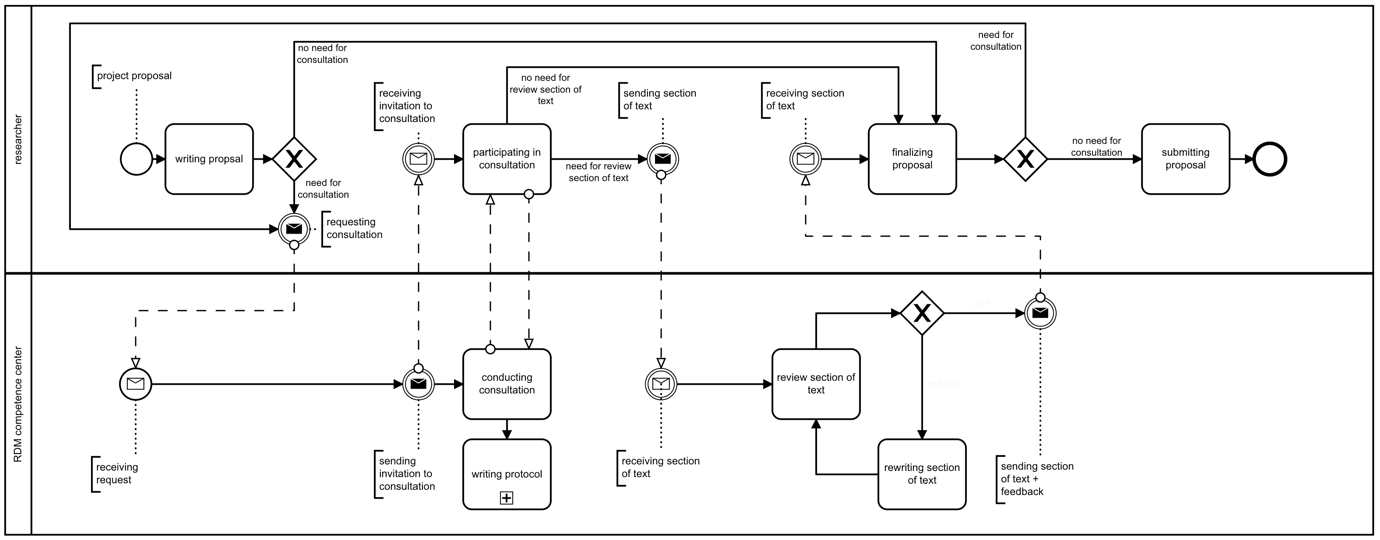 researcher
project proposal
writing propsal
no need for
consultation
need for
consultation
requesting
consultation
receiving
invitation to
consultation
participating in
consultation
no need for
review section of
text
need for review
section of text
sending section
of text
receiving section
of text
finalizing
proposal
need for
consultation
no need for
consultation
submitting
proposal
RDM competence center
receiving
request
sending
invitation to
consultation
conducting
consultation
writing protocol
receiving section
of text
review section of
text
rewriting section
of text
sending section
of text +
feedback